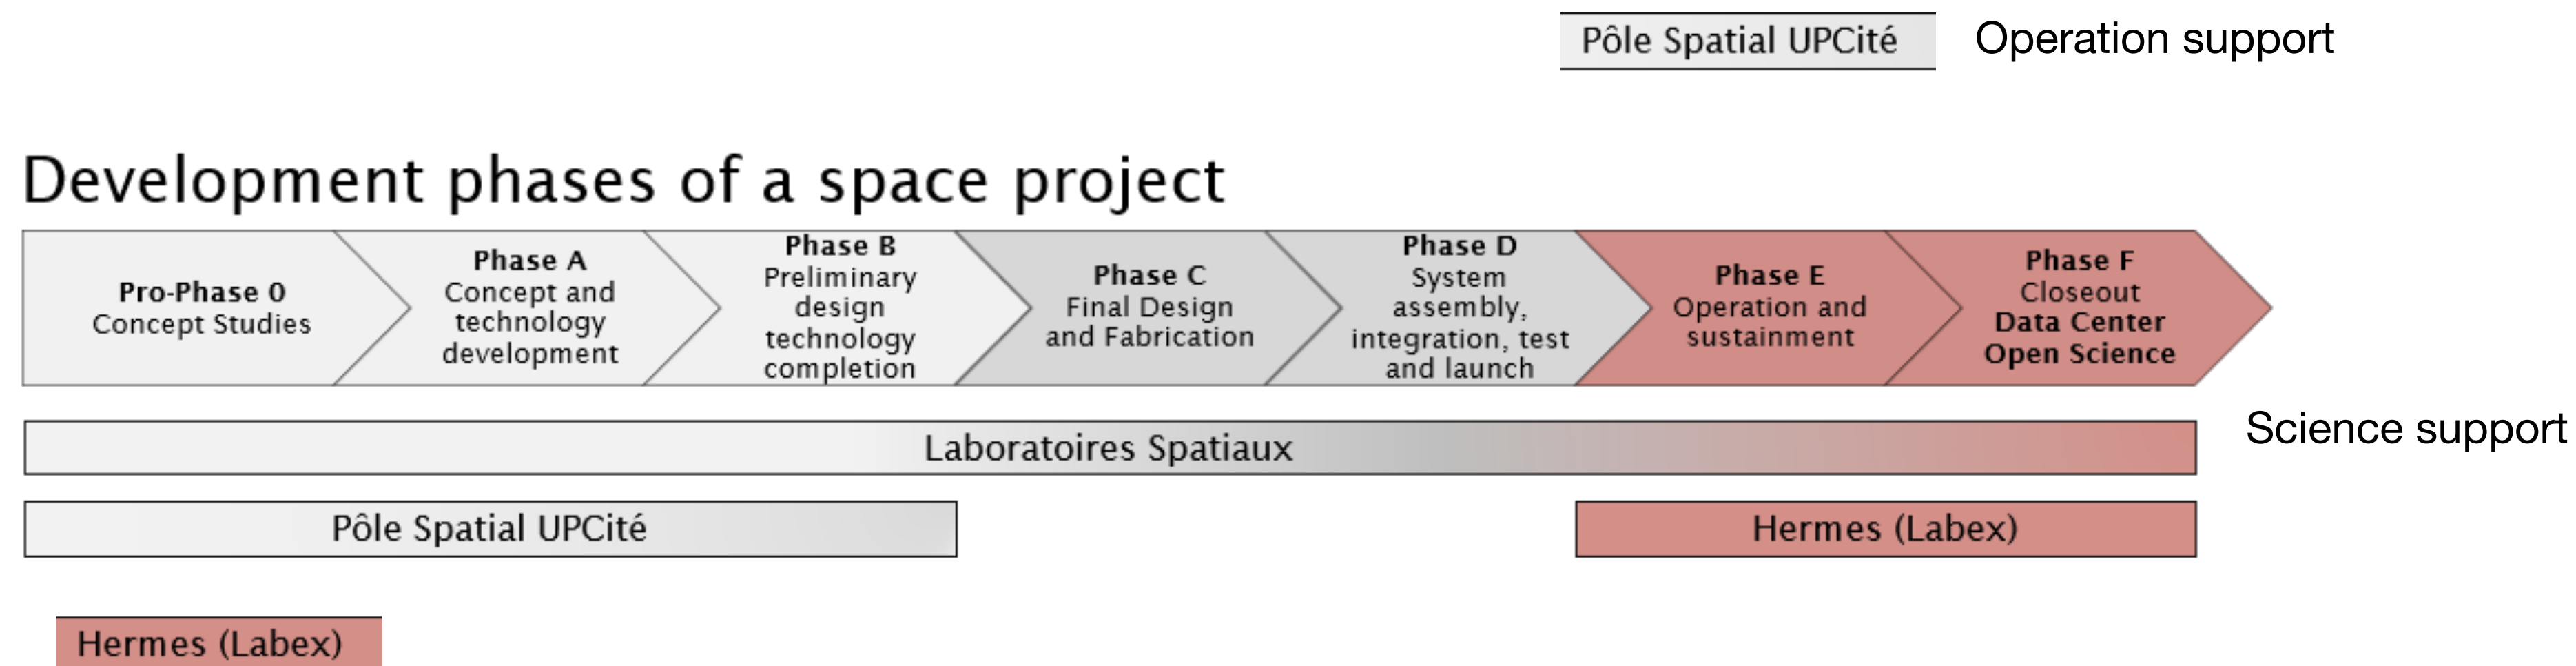 Pôle Spatial UPCité
Operation support
Development phases of a space project
Pro-Phase 0
Concept Studies
Phase A
Concept and
technology
development
Phase B
Preliminary
design
technology
completion
Phase C
Final Design
and Fabrication
Phase D
System
assembly,
integration, test
and launch
Phase E
Operation and
sustainment
Phase F
Closeout
Data Center
Open Science
Laboratoires Spatiaux
Science support
Pôle Spatial UPCité
Hermes (Labex)
Hermes (Labex)